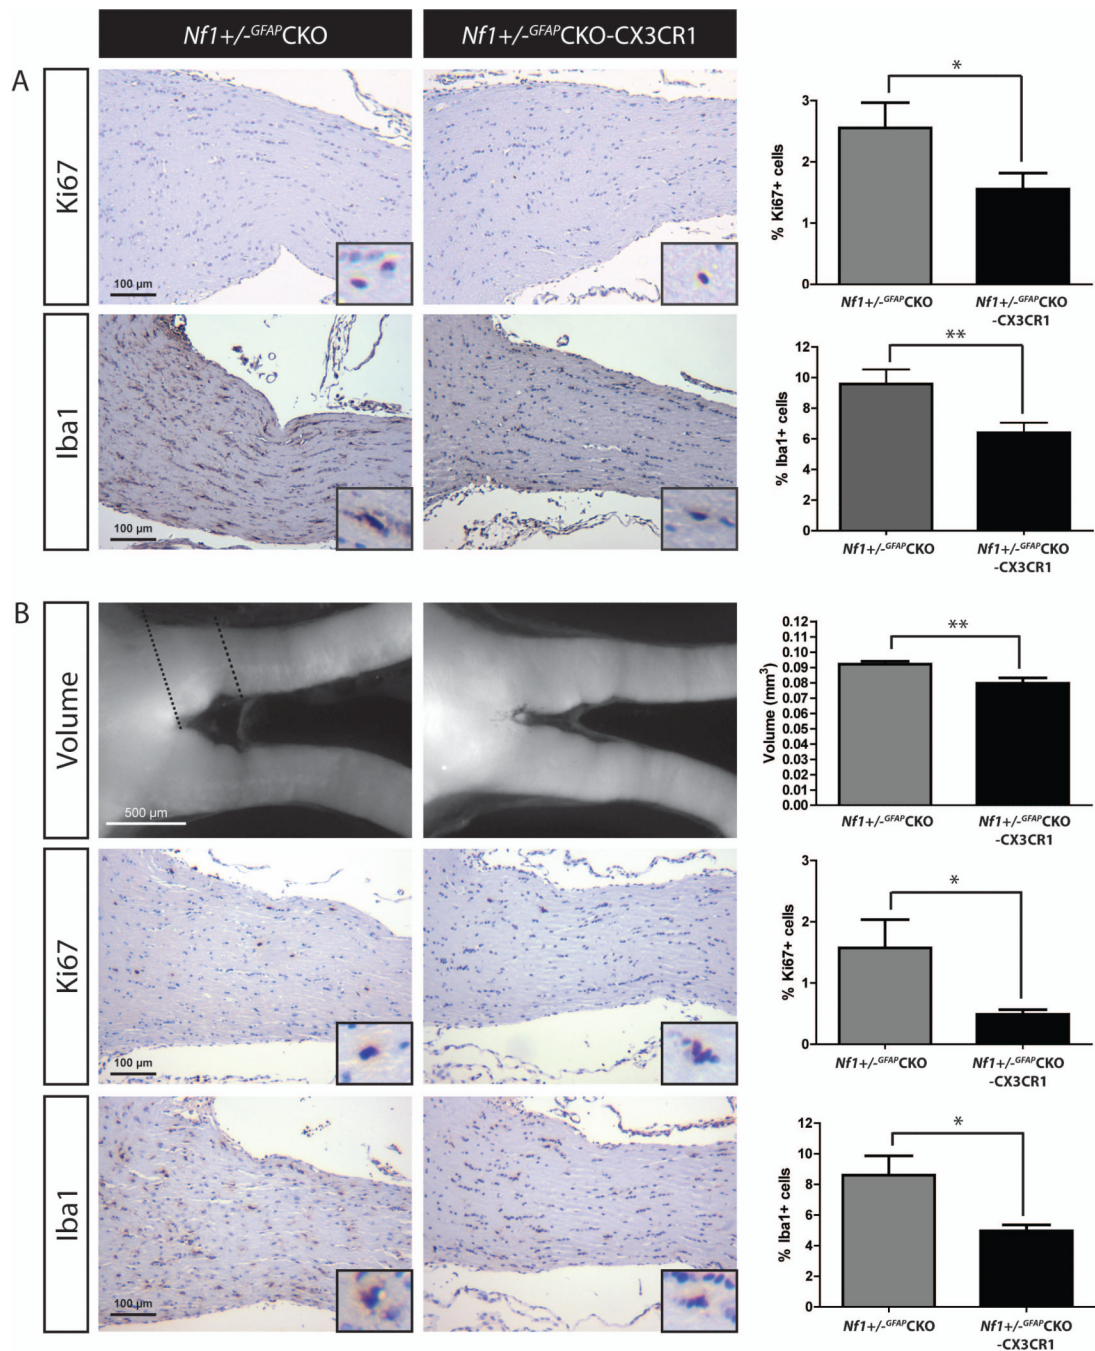 Nf1+/-GFAPCKO
Nf1+/-GFAPCKO-CX3CR1
A
Ki67
100 µm
*
% Ki67+ cells
3
2
1
0
Nf1+/-GFAPCKO
Nf1+/-GFAPCKO
-CX3CR1
Iba1
100 µm
**
% Iba1+ cells
12
10
8
6
4
2
0
Nf1+/-GFAPCKO
Nf1+/-GFAPCKO
-CX3CR1
B
Volume
500 µm
**
Volume (mm3)
0.12
0.11
0.10
0.09
0.08
0.07
0.06
0.05
0.04
0.03
0.02
0.01
0.00
Nf1+/-GFAPCKO
Nf1+/-GFAPCKO
-CX3CR1
Ki67
100 µm
*
% Ki67+ cells
3
2
1
0
Nf1+/-GFAPCKO
Nf1+/-GFAPCKO
-CX3CR1
Iba1
100 µm
*
% Iba1+ cells
12
10
8
6
4
2
0
Nf1+/-GFAPCKO
Nf1+/-GFAPCKO
-CX3CR1